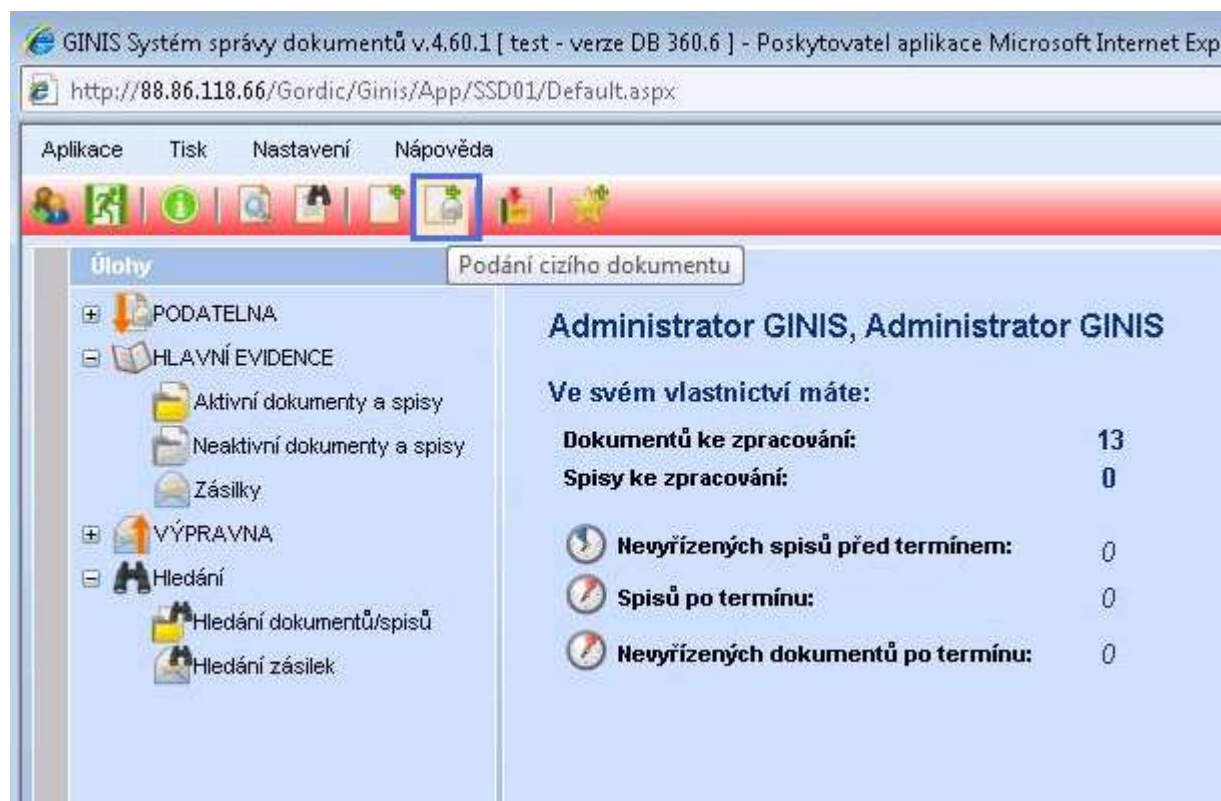 GINIS Systém správy dokumentů v.4.60.1 [ test - verze DB 360.6 ] - Poskytovatel aplikace Microsoft Internet Exp
http://88.86.118.66/Gordic/Ginis/App/SSD01/Default.aspx
Aplikace Tisk Nastavení Nápověda
Podání cizího dokumentu
Úlohy
PODATELNA
HLAVNÍ EVIDENCE
Aktivní dokumenty a spisy
Neaktivní dokumenty a spisy
Zásilky
VÝPRAVNA
Hledání
Hledání dokumentů/spisů
Hledání zásilek
Administrator GINIS, Administrator GINIS
Ve svém vlastnictví máte:
Dokumentů ke zpracování: 13
Spisy ke zpracování: 0
Nevyřízených spisů před termínem: 0
Spisů po termínu: 0
Nevyřízených dokumentů po termínu: 0